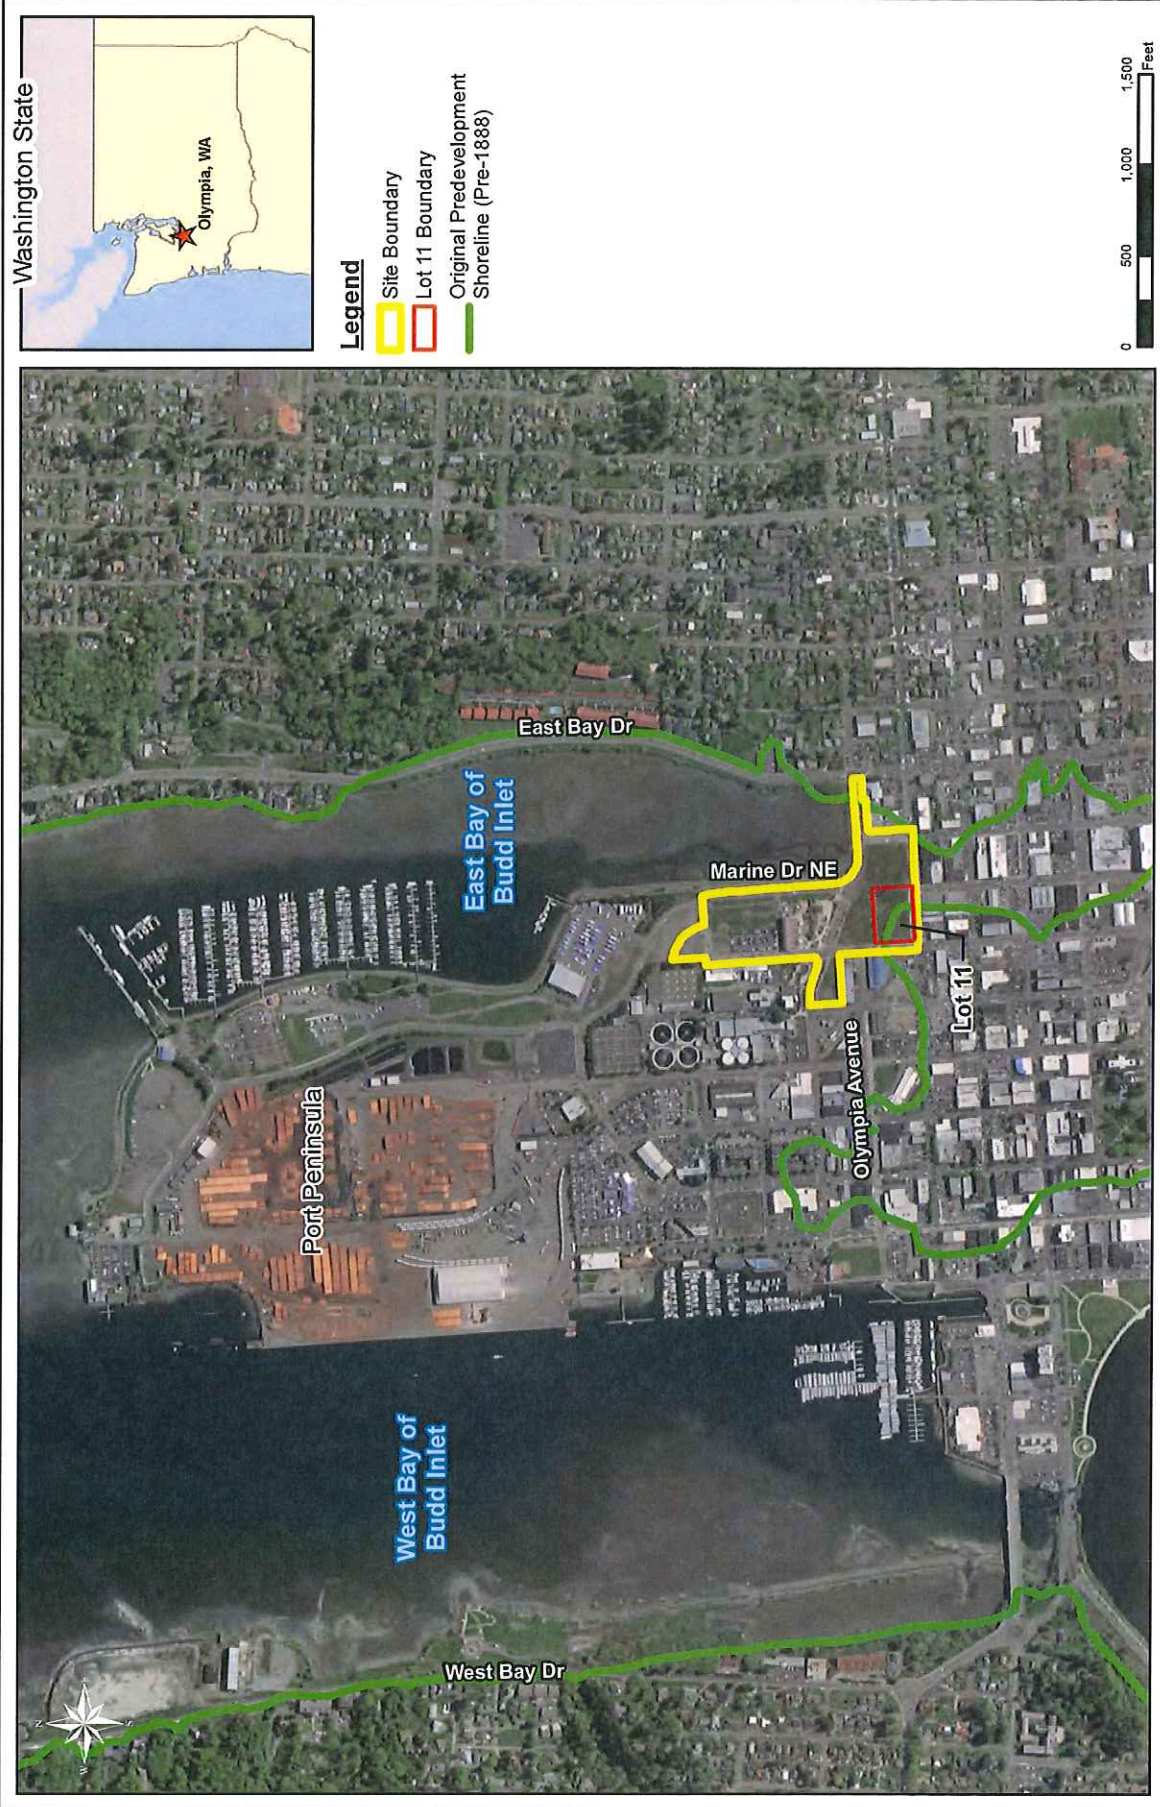 Washington State
Olympia, WA
Legend
Site Boundary
Lot 11 Boundary
Original Predevelopment
Shoreline (Pre-1888)
0 500 1,000 1,500
Feet
East Bay Dr
East Bay of
Budd Inlet
Marine Dr NE
Port Peninsula
Olympia Avenue
Lot 11
West Bay of
Budd Inlet
West Bay Dr
N
W
S